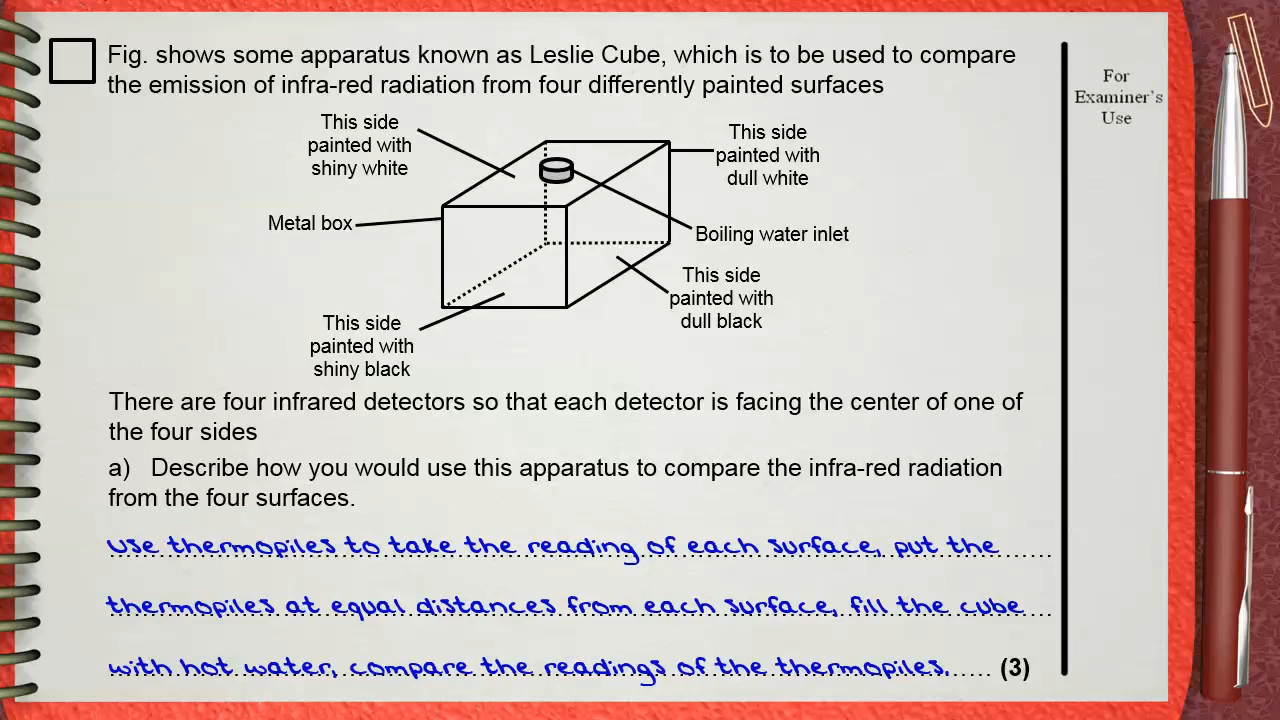 Fig. shows some apparatus known as Leslie Cube, which is to be used to compare
the emission of infra-red radiation from four differently painted surfaces
For
Examiner's
Use
This side
painted with
shiny white
This side
painted with
dull white
Metal box
Boiling water inlet
This side
painted with
dull black
This side
painted with
shiny black
There are four infrared detectors so that each detector is facing the center of one of
the four sides
a) Describe how you would use this apparatus to compare the infra-red radiation
from the four surfaces.
Use thermopiles to take the reading of each surface, put the
thermopiles at equal distances from each surface, fill the cube
with hot water, compare the readings of the thermopiles.
(3)